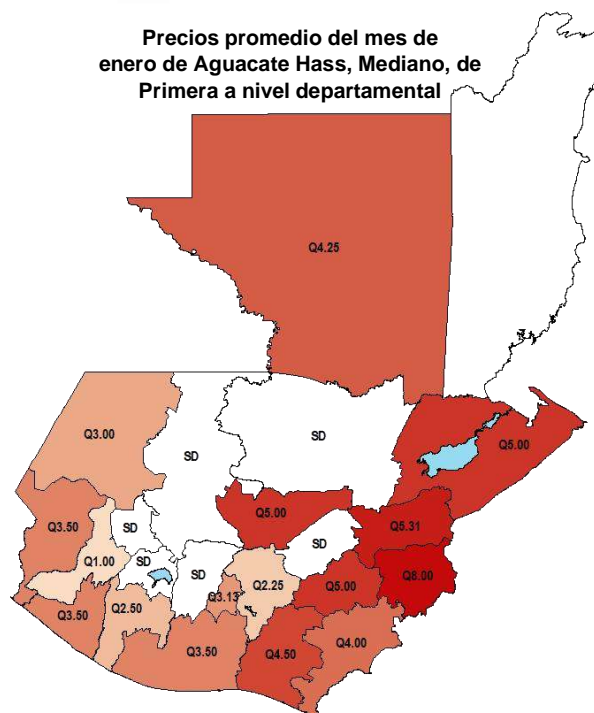 Precios promedio del mes de
enero de Aguacate Hass, Mediano, de
Primera a nivel departamental
Q4.25
Q3.00
SD
SD
Q5.00
Q3.50
SD
Q5.00
SD
Q5.31
Q1.00
SD
SD
Q2.25
Q5.00
Q8.00
Q3.50
Q2.50
Q3.13
Q3.50
Q4.50
Q4.00